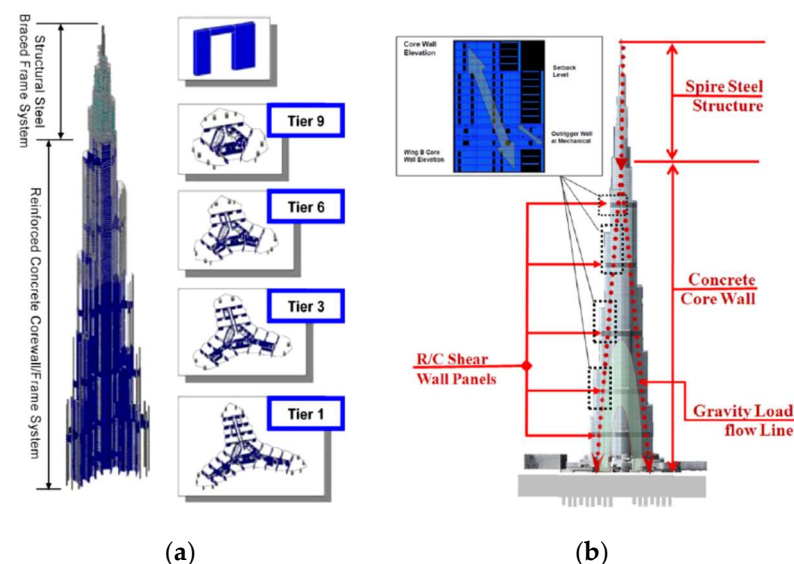 Structural Steel
Braced Frame System
Reinforced Concrete Corewall/Frame System
Tier 9
Tier 6
Tier 3
Tier 1
(a)
Core Wall
Elevation
Setback
Level
Outrigger Wall
at Mechanical
Wing B Core
Wall Elevation
Spire Steel
Structure
Concrete
Core Wall
R/C Shear
Wall Panels
Gravity Load
flow Line
(b)